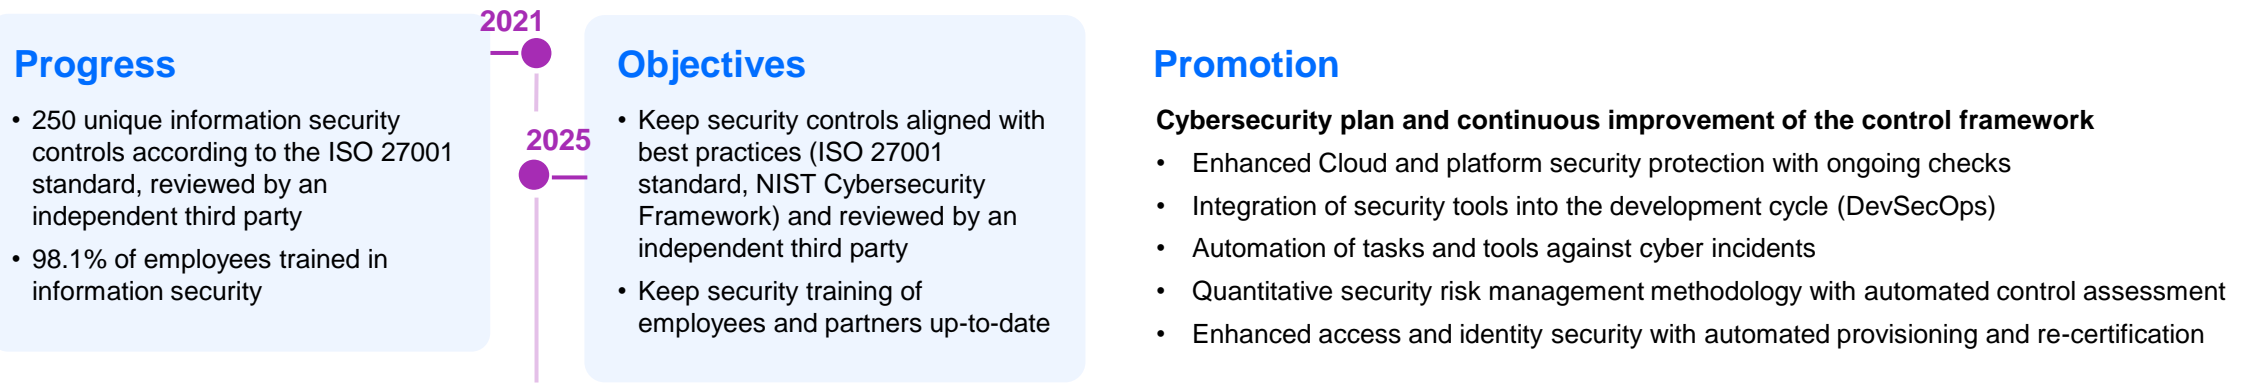 Progress
• 250 unique information security
controls according to the ISO 27001
standard, reviewed by an
independent third party
• 98.1% of employees trained in
information security
2021
2025
Objectives
• Keep security controls aligned with
best practices (ISO 27001
standard, NIST Cybersecurity
Framework) and reviewed by an
independent third party
• Keep security training of
employees and partners up-to-date
Promotion
Cybersecurity plan and continuous improvement of the control framework
• Enhanced Cloud and platform security protection with ongoing checks
• Integration of security tools into the development cycle (DevSecOps)
• Automation of tasks and tools against cyber incidents
• Quantitative security risk management methodology with automated control assessment
• Enhanced access and identity security with automated provisioning and re-certification